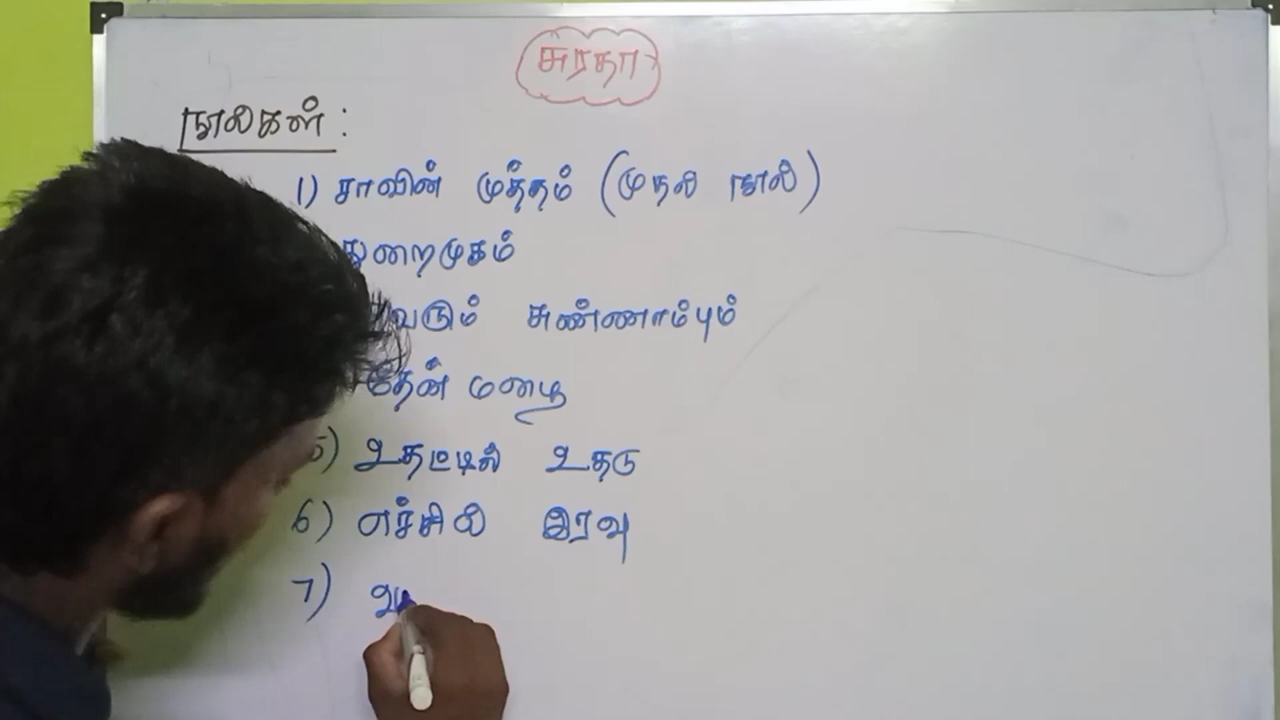 சுரதா
நூல்கள் :
1) சாவின் முத்தம் (முதல் நூல்)
துறைமுகம்
சுண்ணாம்பும்
தேன் மழை
5) உதட்டில் உதடு
6) எச்சில் இரவு
7)